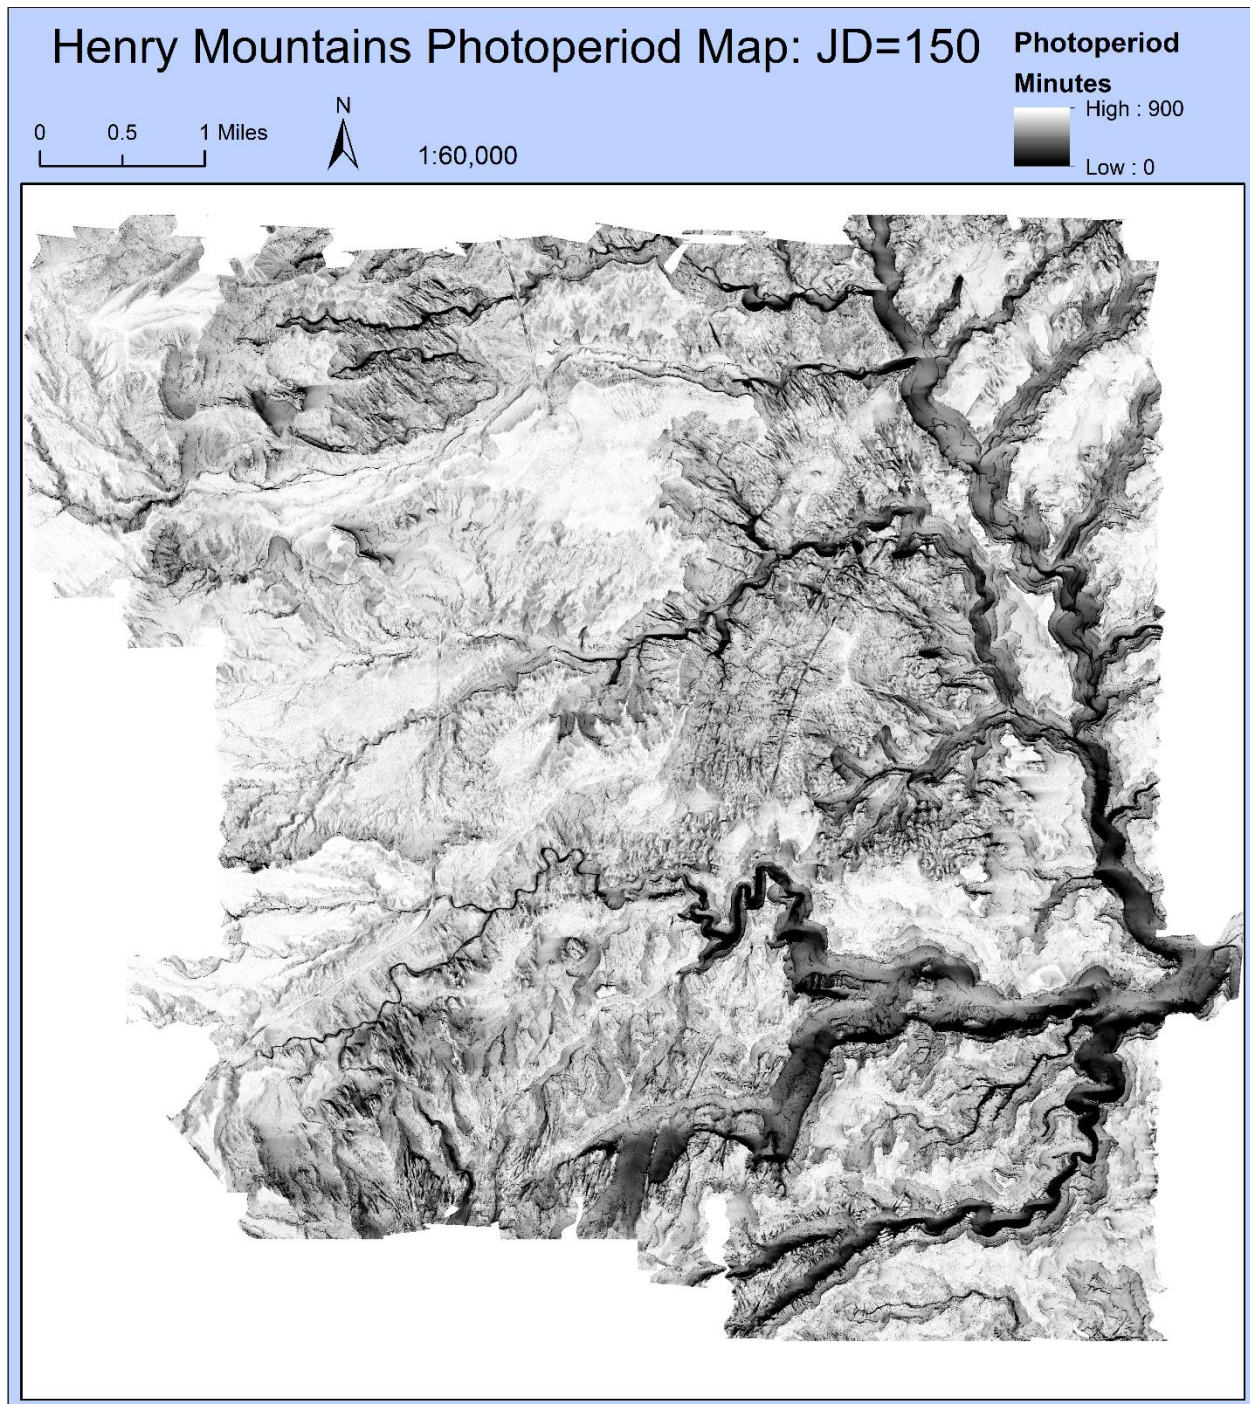 Henry Mountains Photoperiod Map: JD=150
Photoperiod
Minutes
High : 900
Low : 0
0 0.5 1 Miles
N
1:60,000